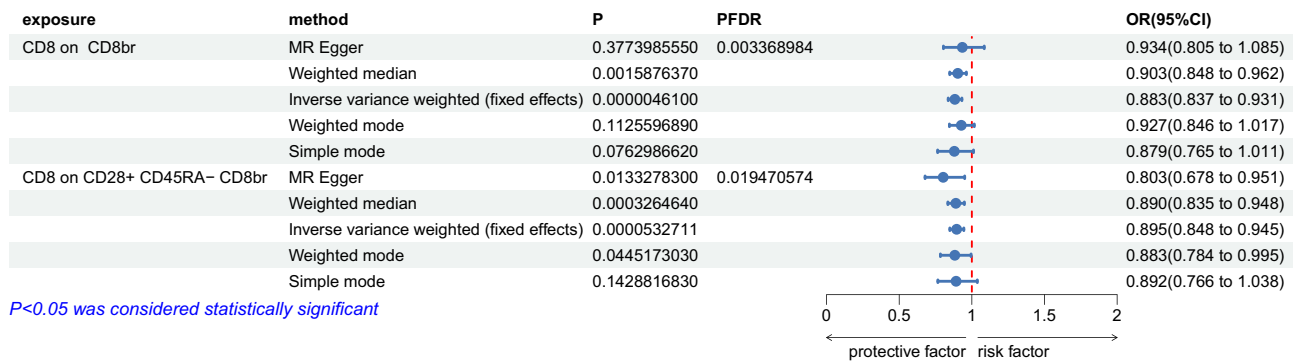 exposure method P PFDR OR(95%CI)
CD8 on CD8br MR Egger 0.3773985550 0.003368984 0.934(0.805 to 1.085)
Weighted median 0.0015876370 0.903(0.848 to 0.962)
Inverse variance weighted (fixed effects) 0.0000046100 0.883(0.837 to 0.931)
Weighted mode 0.1125596890 0.927(0.846 to 1.017)
Simple mode 0.0762986620 0.879(0.765 to 1.011)
CD8 on CD28+ CD45RA− CD8br MR Egger 0.0133278300 0.019470574 0.803(0.678 to 0.951)
Weighted median 0.0003264640 0.890(0.835 to 0.948)
Inverse variance weighted (fixed effects) 0.0000532711 0.895(0.848 to 0.945)
Weighted mode 0.0445173030 0.883(0.784 to 0.995)
Simple mode 0.1428816830 0.892(0.766 to 1.038)
P<0.05 was considered statistically significant
0 0.5 1 1.5 2
protective factor risk factor